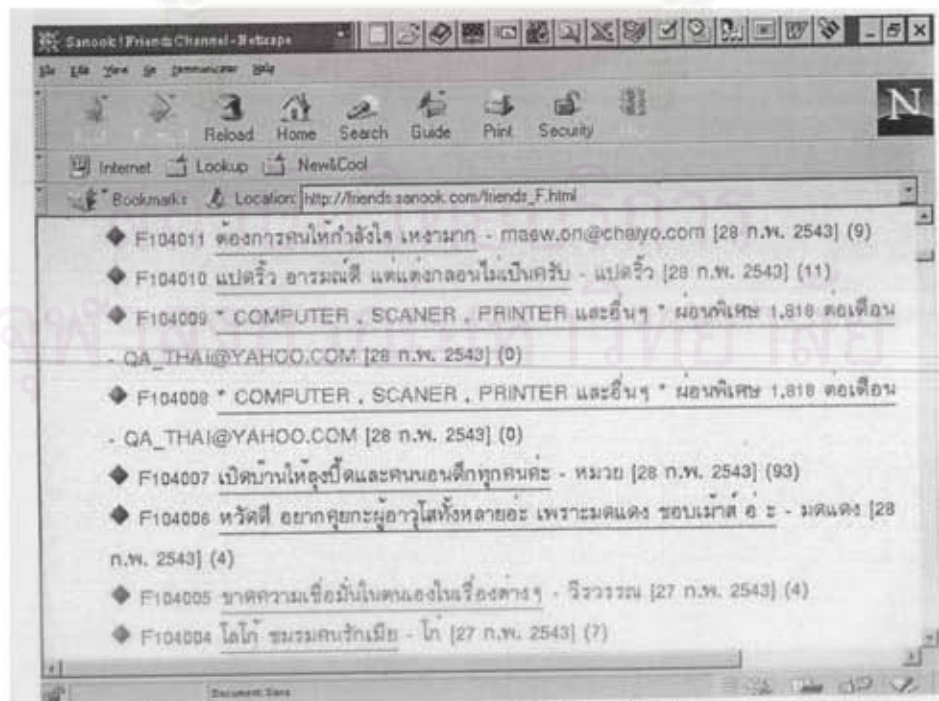 Sanook! Friends Channel - Netscape
File Edit View Go Communicator Help
Reload Home Search Guide Print Security
Internet Lookup New&Cool
Bookmarks Location: http://friends.sanook.com/friends_F.html
F104011 ต้องการคนให้กำลังใจ เหงามาก - maew.on@chaiyo.com [28 ก.พ. 2543] (9)
F104010 แปดริ้ว อารมณ์ดี แต่แต่งกลอนไม่เป็นครับ - แปดริ้ว [28 ก.พ. 2543] (11)
F104009 * COMPUTER , SCANER , PRINTER และอื่นๆ * ผ่อนพิเศษ 1,818 ต่อเดือน
- QA_THAI@YAHOO.COM [28 ก.พ. 2543] (0)
F104008 * COMPUTER , SCANER , PRINTER และอื่นๆ * ผ่อนพิเศษ 1,818 ต่อเดือน
- QA_THAI@YAHOO.COM [28 ก.พ. 2543] (0)
F104007 เปิดบ้านให้ลุงปี๊ดและคนนอนดึกทุกคนค่ะ - หมวย [28 ก.พ. 2543] (93)
F104006 หวัดดี อยากคุยกะผู้อาวุโสทั้งหลายอะ เพราะมดแดง ชอบเม้าส์ อ่ ะ - มดแดง [28
ก.พ. 2543] (4)
F104005 ขาดความเชื่อมั่นในตนเองในเรื่องต่างๆ - วีรวรรณ [27 ก.พ. 2543] (4)
F104004 โลโก้ ชมรมคนรักเมีย - โก้ [27 ก.พ. 2543] (7)
Document: Done